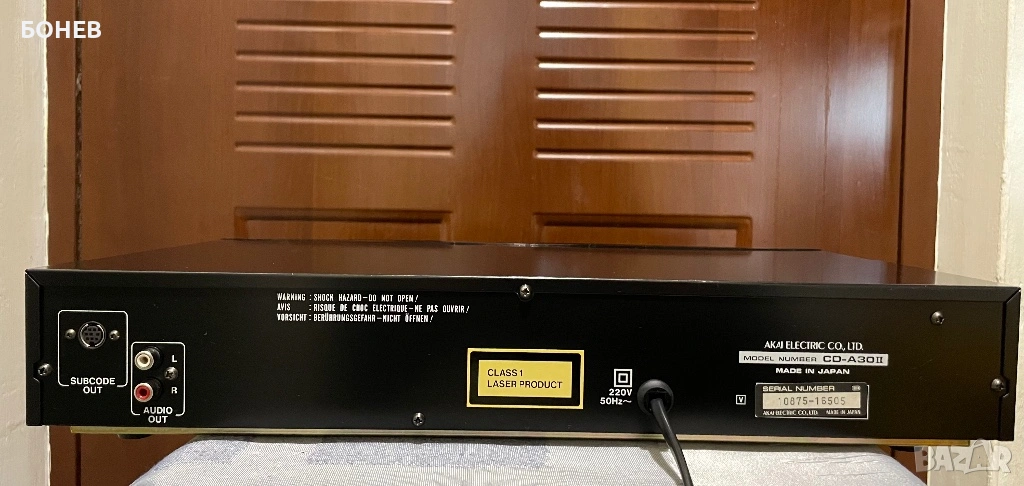 БОНЕВ
WARNING : SHOCK HAZARD–DO NOT OPEN/
AVIS : RISQUE DE CHOC ELECTRIQUE–NE PAS OUVRIR/
VORSICHT : BERÜHRUNGSGEFAHR–NICHT ÖFFNEN/
SUBCODE
OUT
L
R
AUDIO
OUT
CLASS 1
LASER PRODUCT
220V
50Hz~
V
AKAI ELECTRIC CO., LTD.
MODEL NUMBER CD-A30II
MADE IN JAPAN
SERIAL NUMBER
10875-16505
AKAI ELECTRIC CO., LTD. MADE IN JAPAN
BAZAR